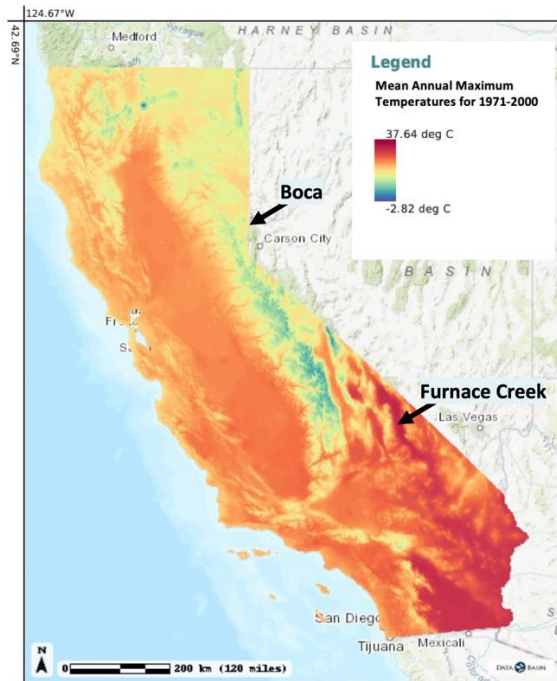 124.67°W
42.69°N
HARNEY BASIN
Medford
Legend
Mean Annual Maximum
Temperatures for 1971-2000
37.64 deg C
-2.82 deg C
Boca
Carson City
BASIN
Furnace Creek
Las Vegas
San Diego
Tijuana
Mexicali
N
0
200 km (120 miles)
DATA BASIN